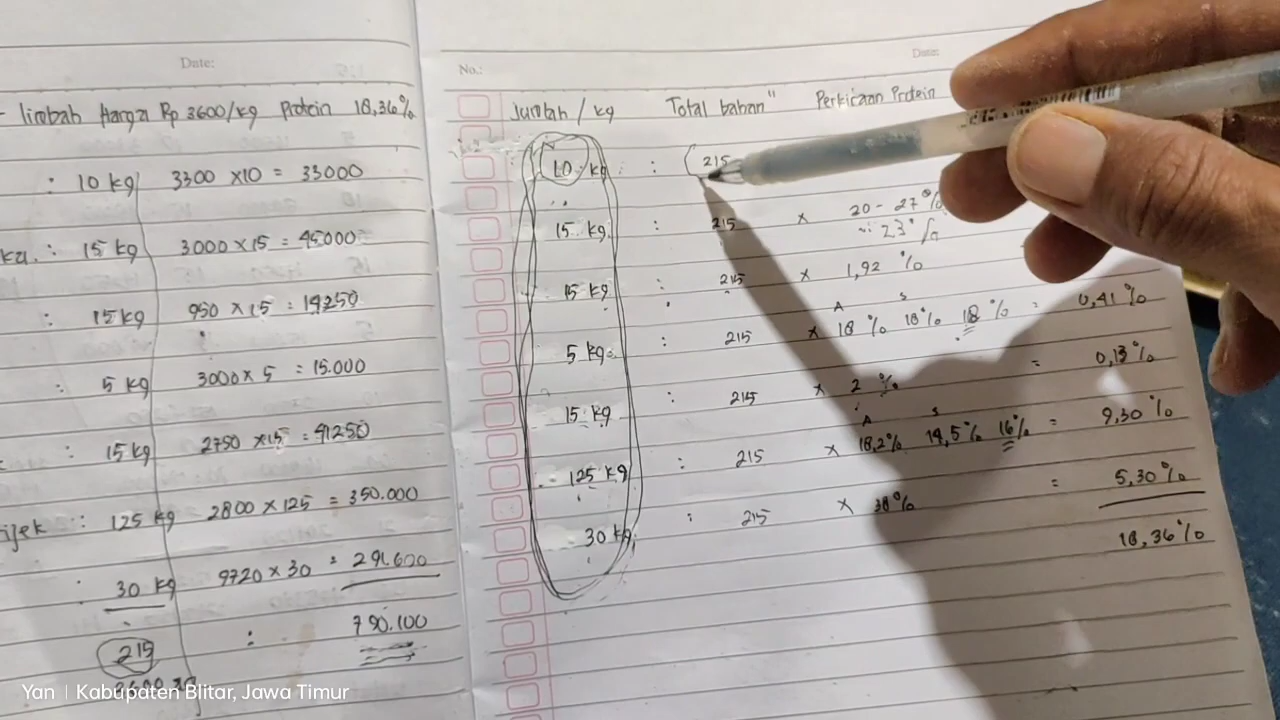 Date:
limbah Harga Rp 3600/kg Protein 18,36%
: 10 kg 3300 x10 = 33000
: 15 kg 3000 x 15 = 45000
: 15 kg 950 x 15 = 14250
: 5 kg 3000 x 5 = 15.000
: 15 kg 2750 x 15 = 41250
ijek : 125 kg 2800 x 125 = 350.000
: 30 kg 9720 x 30 = 291.600
215 : 790.100
No.:
Date:
Jumlah / kg Total bahan" Perkiraan Protein
10 kg : ( 215
15 kg : 215 x 20 - 27 %
23 %
15 kg : 215 x 1,92 %
A S
5 kg : 215 x 18 % 18 % 18 % = 0,41 %
15 kg : 215 x 2 % = 0,13 %
A S
125 kg : 215 x 18,2% 14,5% 16% = 9,30 %
30 kg : 215 x 38% = 5,30 %
18,36 %
Yan | Kabupaten Blitar, Jawa Timur